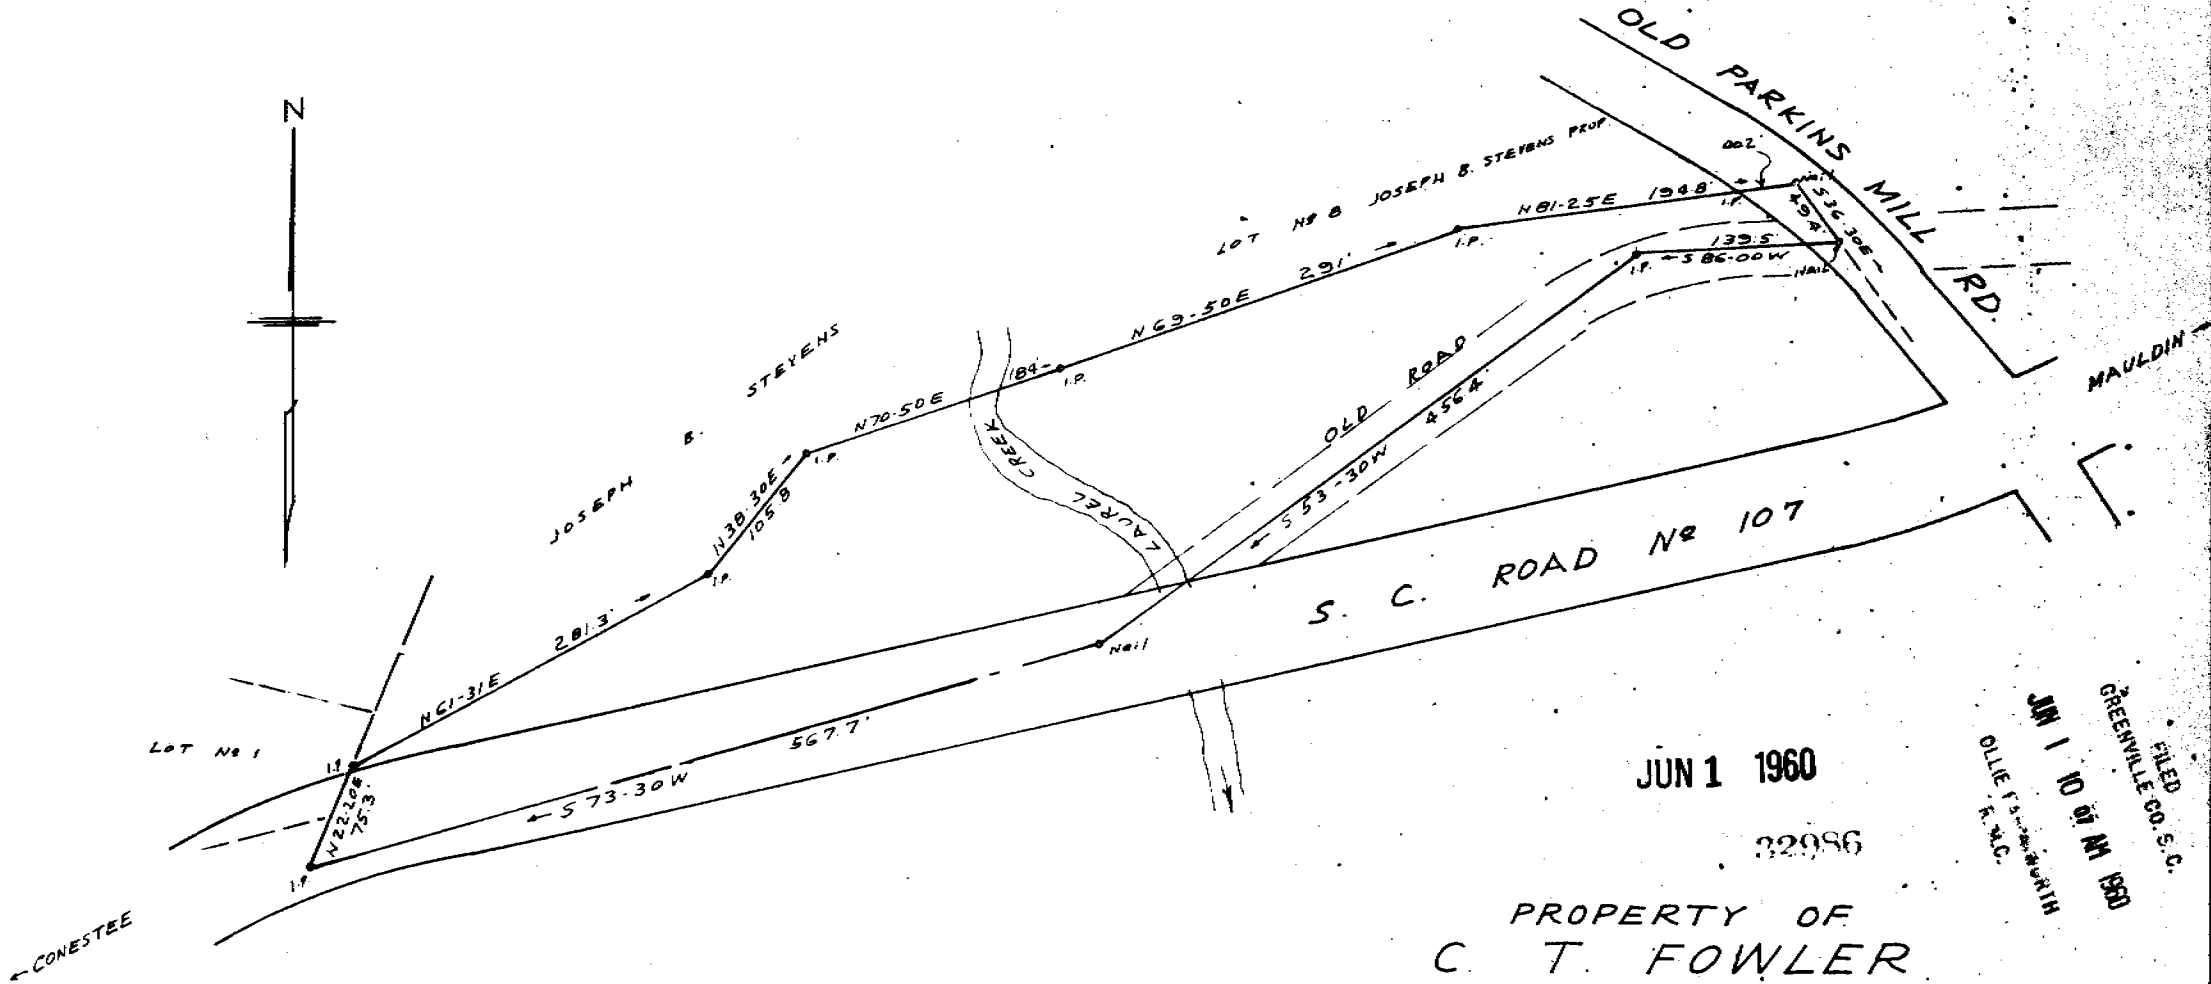 N
OLD PARKINS MILL RD.
MAULDIN
LOT Nº 8 JOSEPH B. STEVENS PROP.
JOSEPH B. STEVENS
N 81-25 E 194.8'
I.P.
Nail
S 36-30 E
49.4'
139.5
S 86-00 W
NAIL
I.P.
I.P.
N 69-50 E 291'
I.P.
184-
N 70-50 E
I.P.
N 38-30 E
105.8
I.P.
N 61-31 E 281.3'
LAUREL CREEK
OLD ROAD
S 53-30 W 456.4'
S. C. ROAD Nº 107
Nail
567.7'
S 73-30 W
LOT Nº 1
I.P.
N 22-20 E
75.3'
I.P.
CONESTEE
JUN 1 1960
32986
FILED
GREENVILLE CO. S. C.
JUN 1 10 07 AM 1960
OLLIE
R. M.C.
PROPERTY OF
C. T. FOWLER